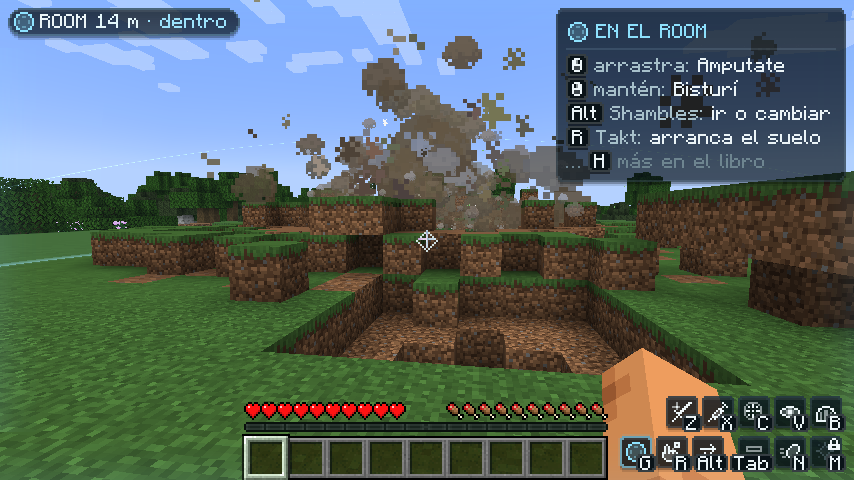 ROOM 14 m · dentro
EN EL ROOM
arrastra: Amputate
mantén: Bisturí
Alt Shambles: ir o cambiar
R Takt: arranca el suelo
... H más en el libro
Z X C V B
G R Alt Tab N M